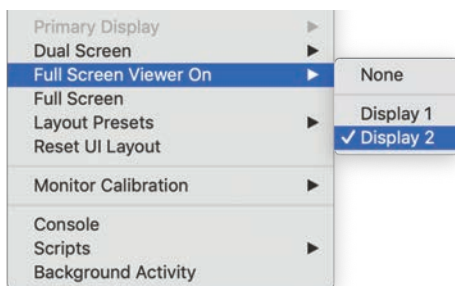 Primary Display
Dual Screen
Full Screen Viewer On
Full Screen
Layout Presets
Reset UI Layout
Monitor Calibration
Console
Scripts
Background Activity
None
Display 1
✓ Display 2